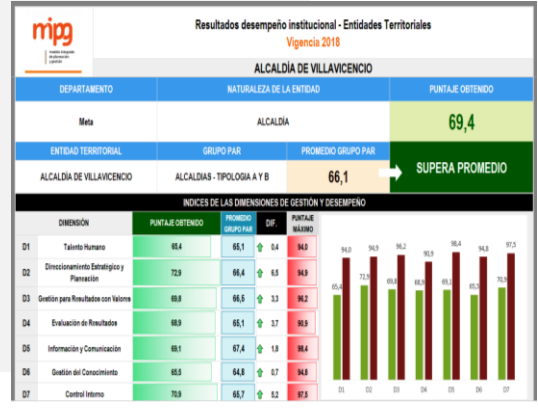 mipg
modelo integrado
de planeación
y gestión
Resultados desempeño institucional - Entidades Territoriales
Vigencia 2018
ALCALDÍA DE VILLAVICENCIO
DEPARTAMENTO NATURALEZA DE LA ENTIDAD PUNTAJE OBTENIDO
Meta ALCALDÍA 69,4
ENTIDAD TERRITORIAL GRUPO PAR PROMEDIO GRUPO PAR
SUPERA PROMEDIO
ALCALDÍA DE VILLAVICENCIO ALCALDIAS - TIPOLOGIA A Y B 66,1
INDICES DE LAS DIMENSIONES DE GESTIÓN Y DESEMPEÑO
DIMENSIÓN PUNTAJE OBTENIDO PROMEDIO GRUPO PAR DIF. PUNTAJE MÁXIMO
D1 Talento Humano 65,4 65,1 0,4 94,0
D2 Direccionamiento Estratégico y Planeación 72,9 66,4 6,5 94,9
D3 Gestión para Resultados con Valores 69,8 66,5 3,3 96,2
D4 Evaluación de Resultados 68,9 65,1 3,7 90,9
D5 Información y Comunicación 69,1 67,4 1,8 98,4
D6 Gestión del Conocimiento 65,5 64,8 0,7 94,8
D7 Control Interno 70,9 65,7 5,2 97,5
94,0 94,9 96,2 90,9 98,4 94,8 97,5
65,4 72,9 69,8 68,9 69,1 65,5 70,9
D1 D2 D3 D4 D5 D6 D7